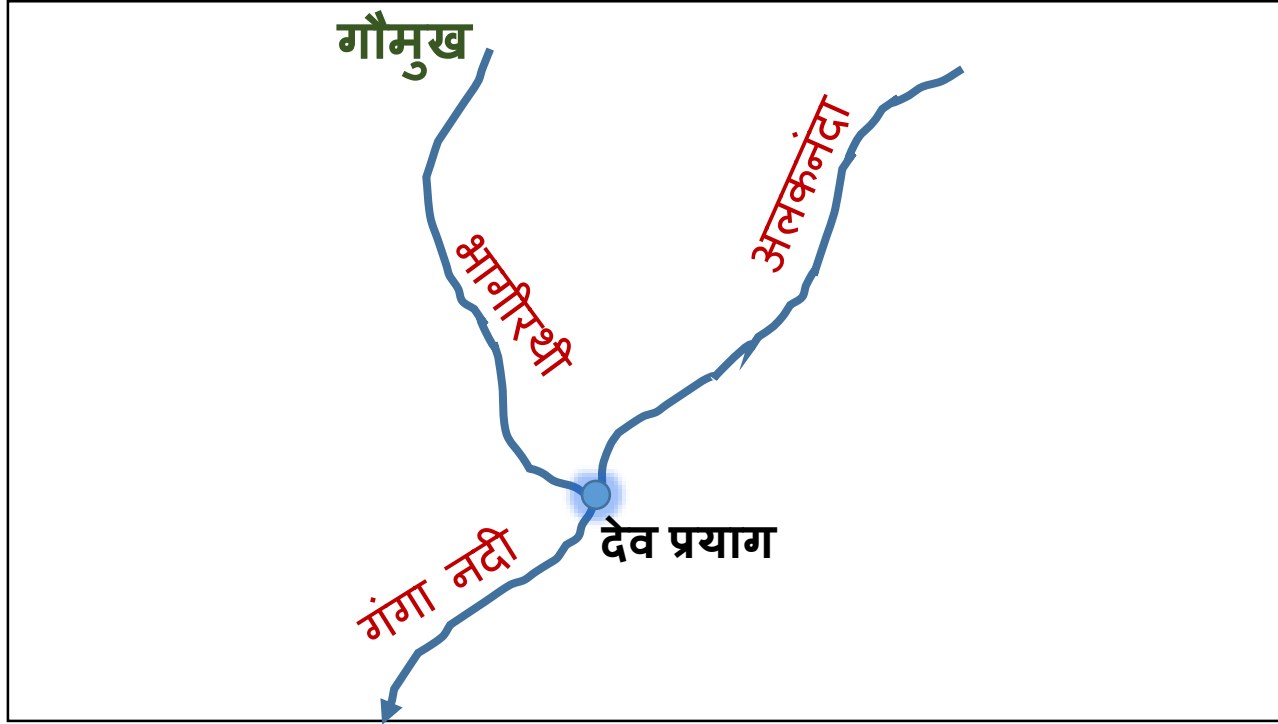 गौमुख
अलकनंदा
भागीरथी
देव प्रयाग
गंगा नदी